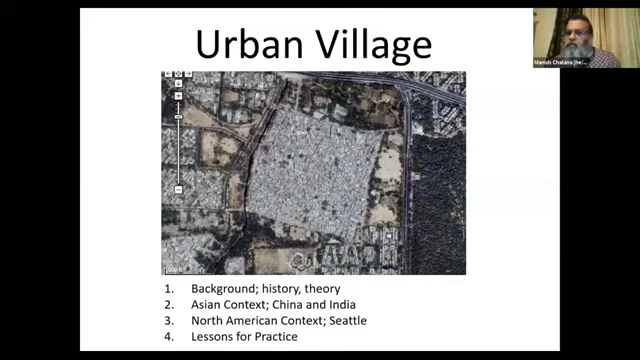 Urban Village
Manish Chalana (he/...
1. Background; history, theory
2. Asian Context; China and India
3. North American Context; Seattle
4. Lessons for Practice